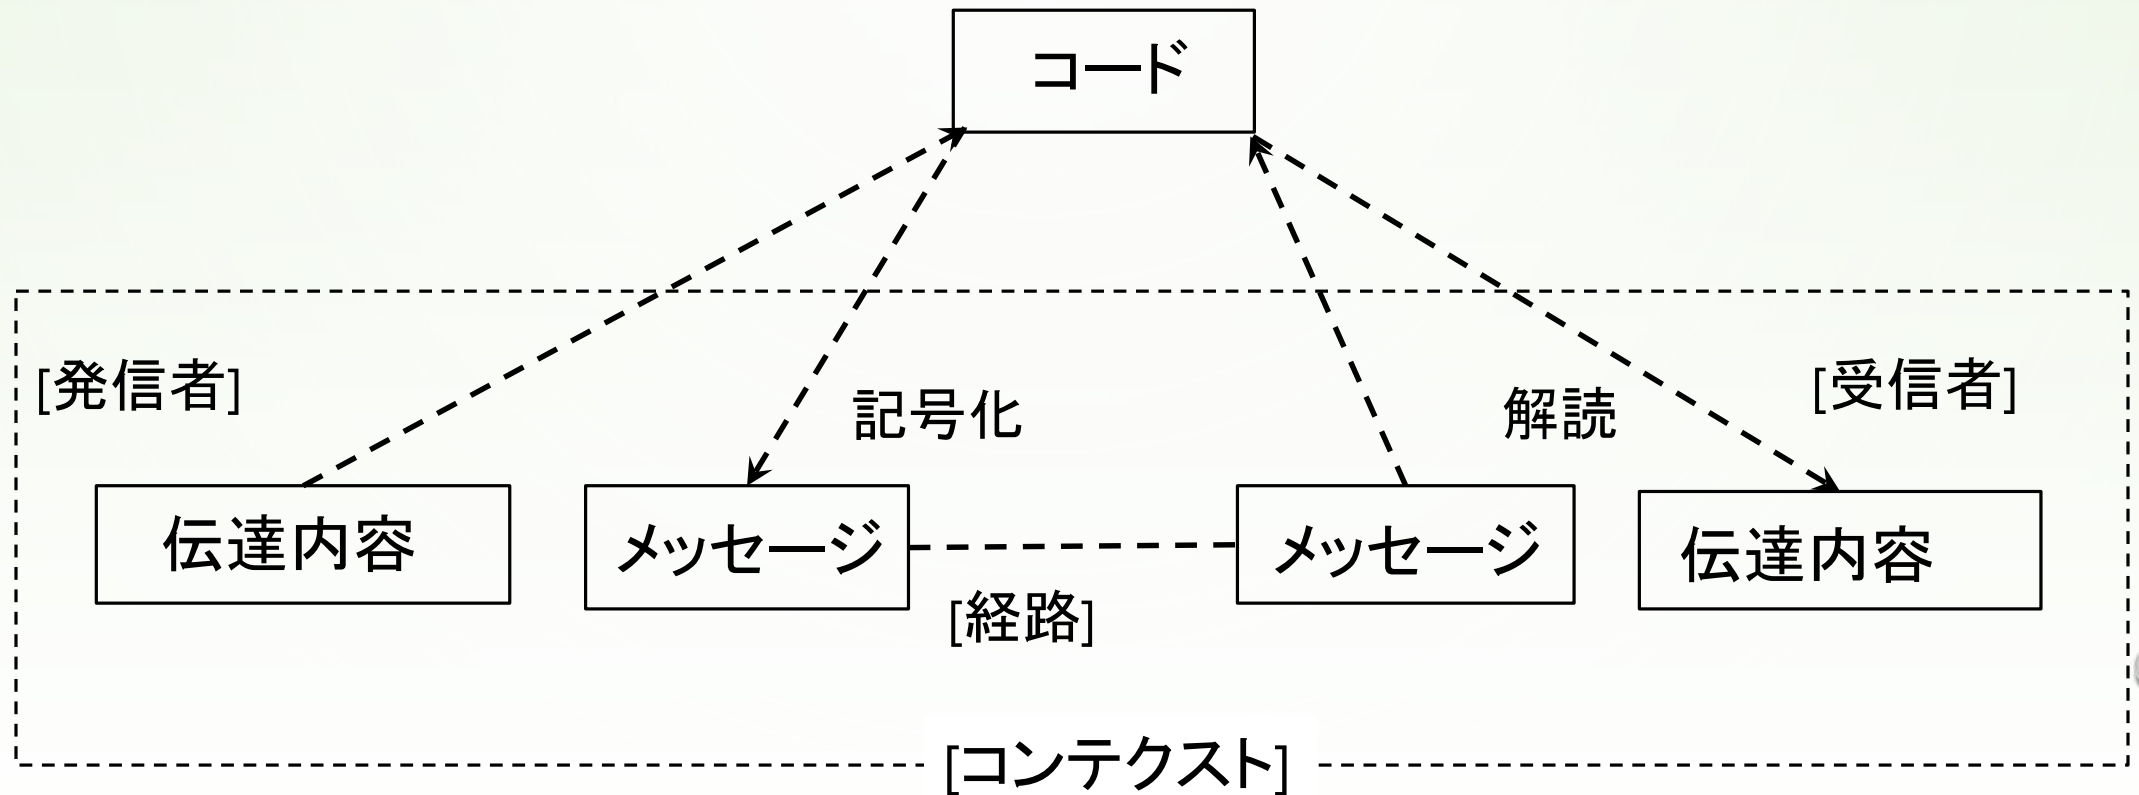 コード
[発信者]
[受信者]
記号化
解読
伝達内容
メッセージ
メッセージ
伝達内容
[経路]
[コンテクスト]